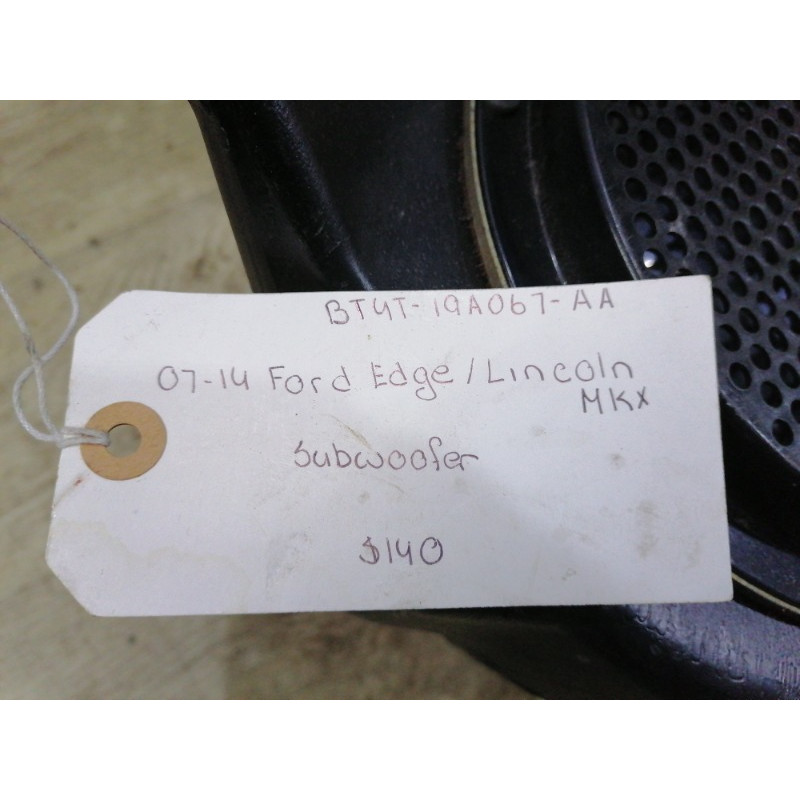 BT4T-19A067-AA
07-14 Ford Edge/Lincoln
MKX
Subwoofer
$140